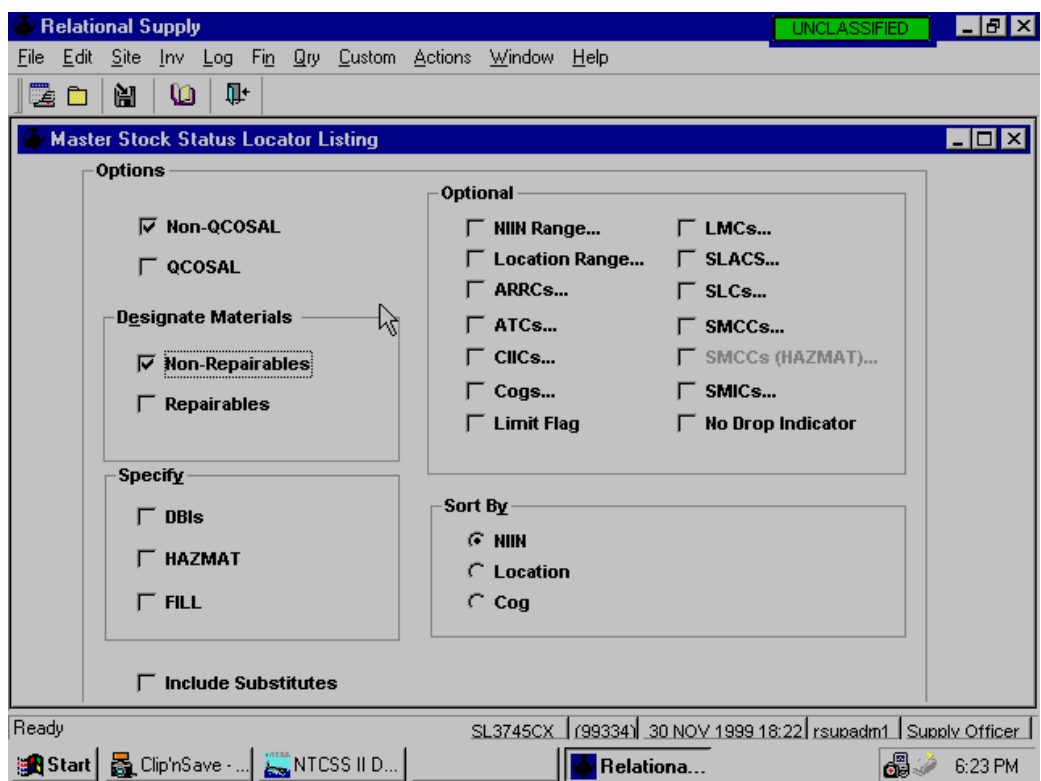 Relational Supply
UNCLASSIFIED
File Edit Site Inv Log Fin Qry Custom Actions Window Help
Master Stock Status Locator Listing
Options
Non-QCOSAL
QCOSAL
Designate Materials
Non-Repairables
Repairables
Specify
DBIs
HAZMAT
FILL
Include Substitutes
Optional
NIIN Range...
Location Range...
ARRCs...
ATCs...
CIICs...
Cogs...
Limit Flag
LMCs...
SLACS...
SLCs...
SMCCs...
SMCCs (HAZMAT)...
SMICs...
No Drop Indicator
Sort By
NIIN
Location
Cog
Ready SL3745CX (99334) 30 NOV 1999 18:22 rsupadm1 Supply Officer
Start Clip'nSave - ... NTCSS II D... Relationa... 6:23 PM